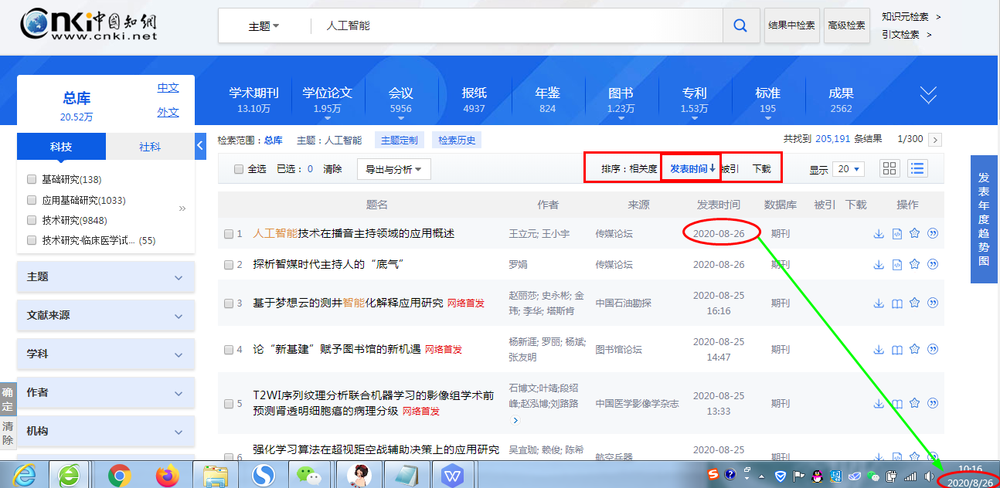 中国知网
www.cnki.net
主题
人工智能
结果中检索
高级检索
知识元检索 >
引文检索 >
总库
20.52万
中文
外文
学术期刊
13.10万
学位论文
1.95万
会议
5956
报纸
4937
年鉴
824
图书
1.23万
专利
1.53万
标准
195
成果
2562
科技
社科
基础研究(138)
应用基础研究(1033)
技术研究(9848)
技术研究-临床医学试... (55)
主题
文献来源
学科
作者
机构
确定
清除
检索范围：总库 主题：人工智能 主题定制 检索历史
共找到 205,191 条结果 1/300 >
全选 已选：0 清除 导出与分析
排序：相关度 发表时间↓ 被引 下载
显示 20
题名 作者 来源 发表时间 数据库 被引 下载 操作
1 人工智能技术在播音主持领域的应用概述 王立元; 王小宇 传媒论坛 2020-08-26 期刊
2 探析智媒时代主持人的“底气” 罗娟 传媒论坛 2020-08-26 期刊
3 基于梦想云的测井智能化解释应用研究 网络首发 赵丽莎; 史永彬; 金玮; 李华; 塔斯肯 中国石油勘探 2020-08-25 16:16 期刊
4 论“新基建”赋予图书馆的新机遇 网络首发 杨新涯; 罗丽; 杨斌; 张友明 图书馆论坛 2020-08-25 14:47 期刊
5 T2WI序列纹理分析联合机器学习的影像组学术前预测肾透明细胞癌的病理分级 网络首发 石博文;叶靖;段绍峰;赵泓博;刘路路 中国医学影像学杂志 2020-08-25 13:33 期刊
6 强化学习算法在超视距空战辅助决策上的应用研究 吴宜珈; 赖俊; 陈希 航空兵器 2020-08-25 期刊
发表年度趋势图
10:16
2020/8/26